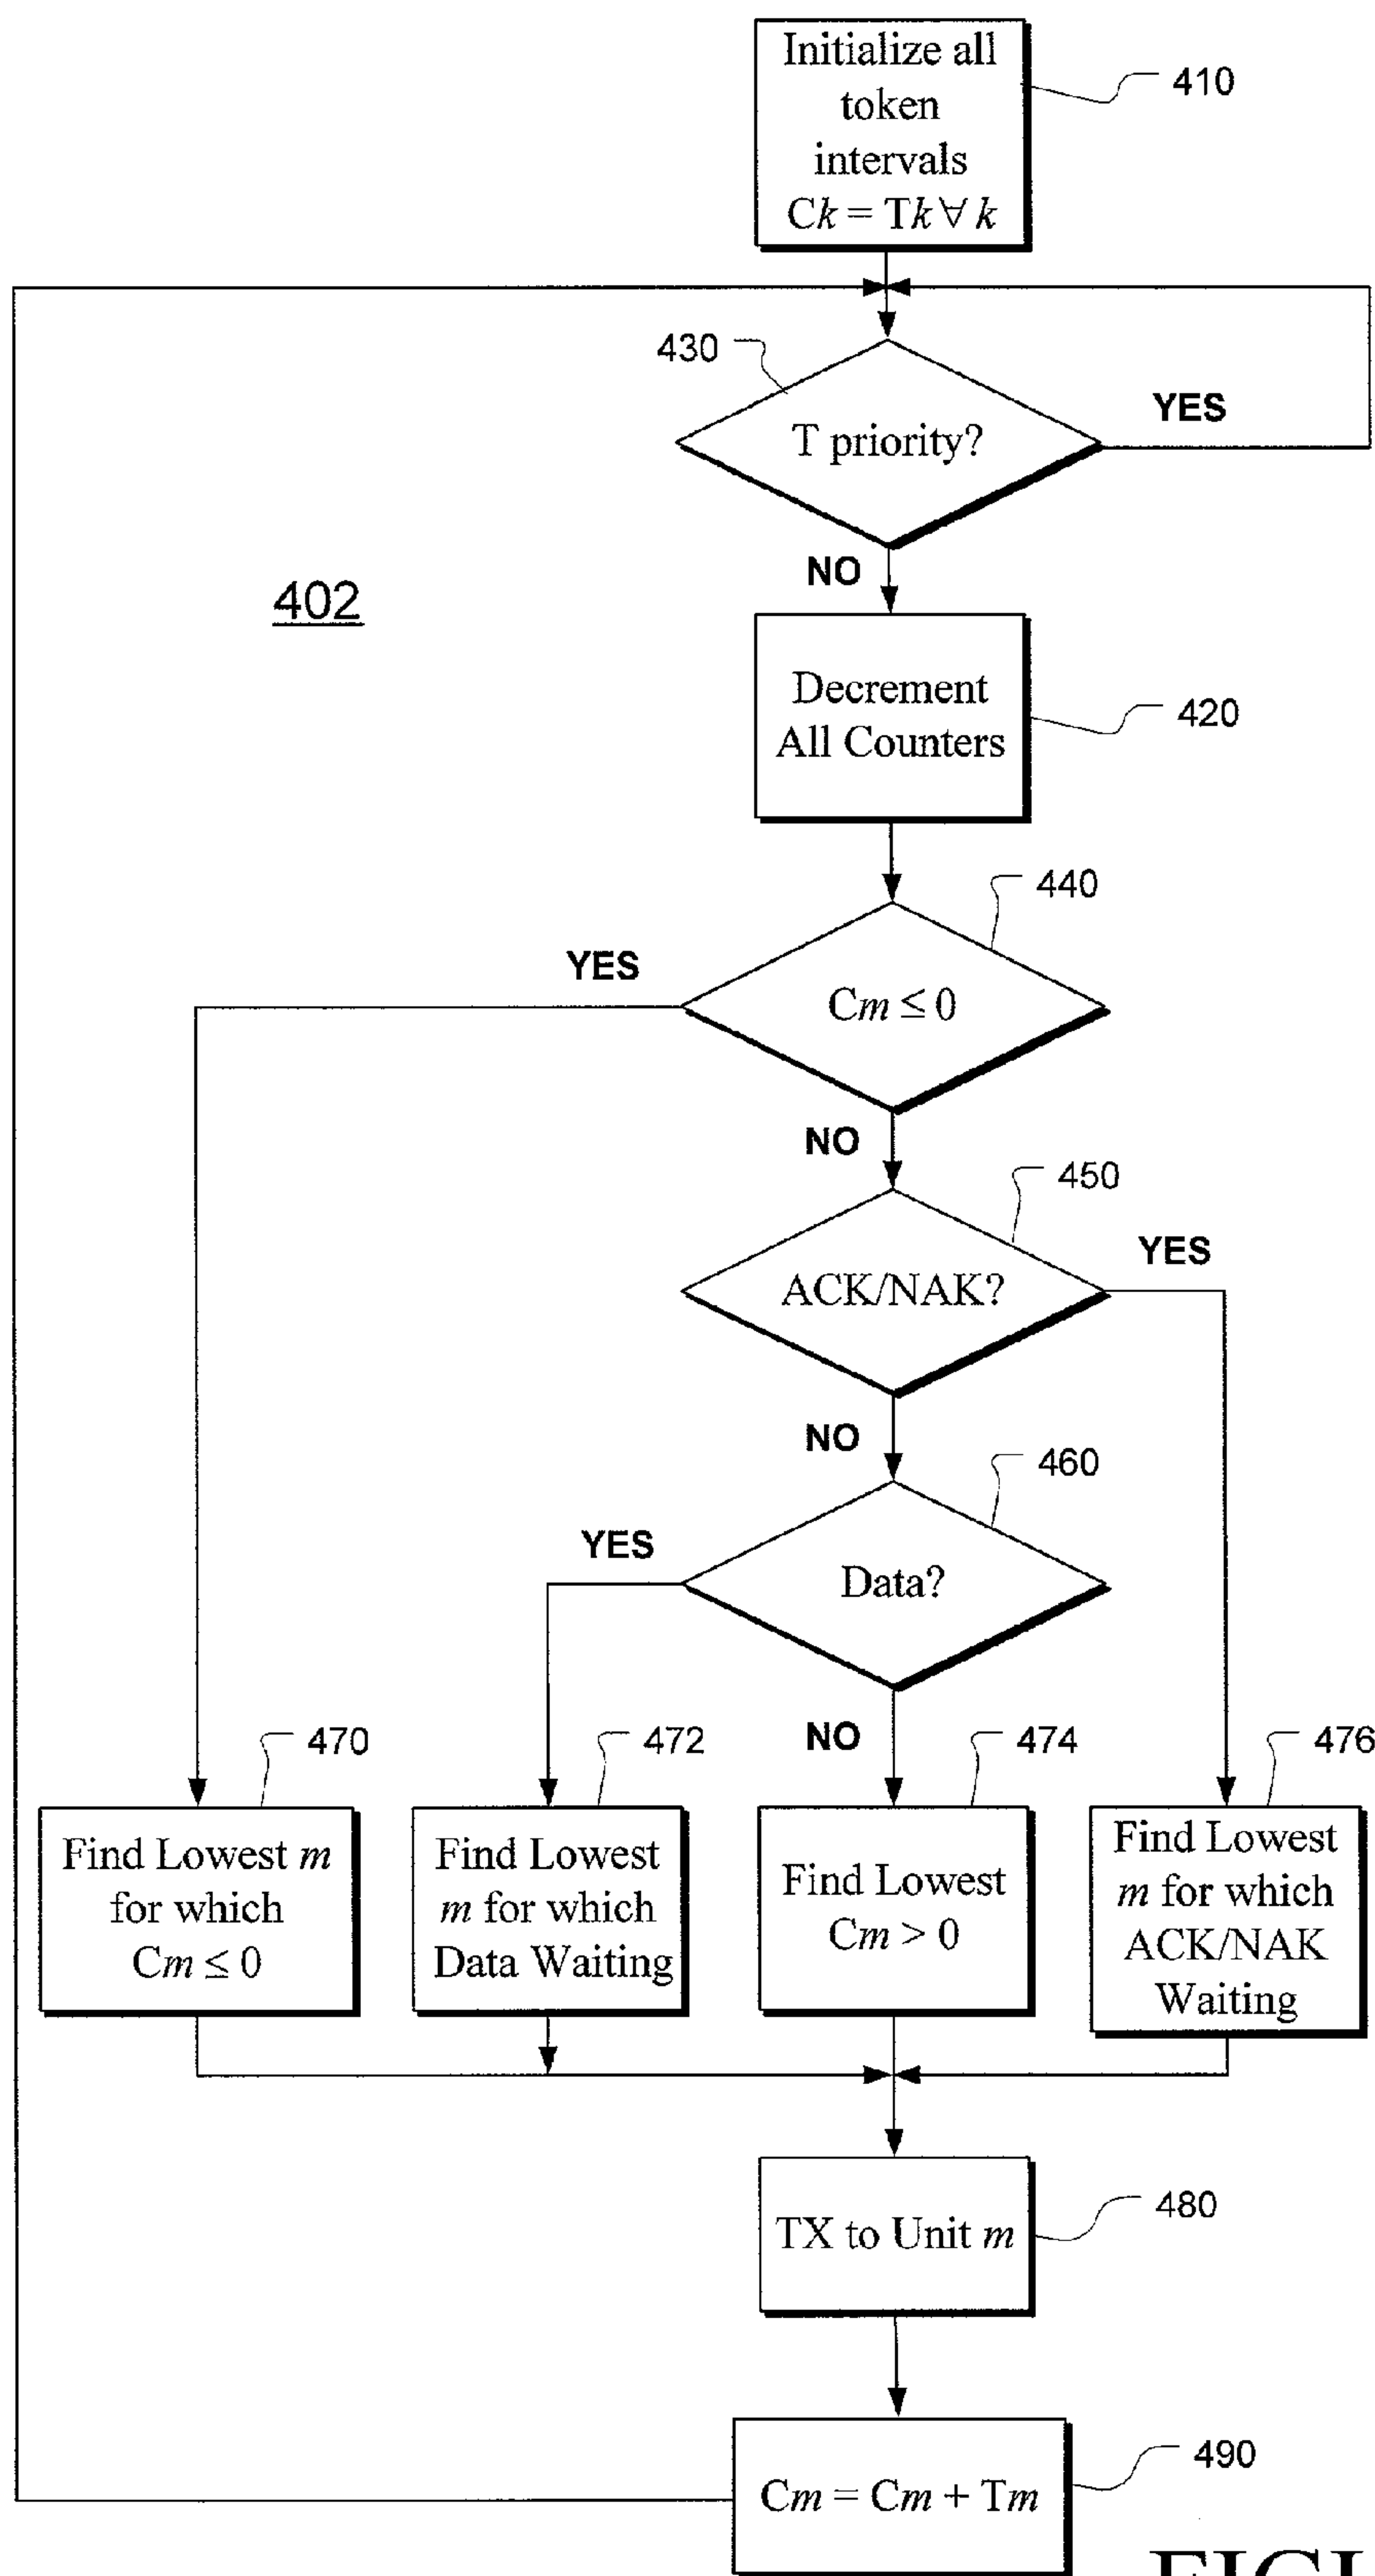 Initialize all
token
intervals
Ck = Tk ∀ k
410
430
T priority?
YES
NO
402
Decrement
All Counters
420
440
YES
Cm ≤ 0
NO
450
YES
ACK/NAK?
NO
460
YES
Data?
NO
470
472
474
476
Find Lowest m
for which
Cm ≤ 0
Find Lowest
m for which
Data Waiting
Find Lowest
Cm > 0
Find Lowest
m for which
ACK/NAK
Waiting
TX to Unit m
480
Cm = Cm + Tm
490